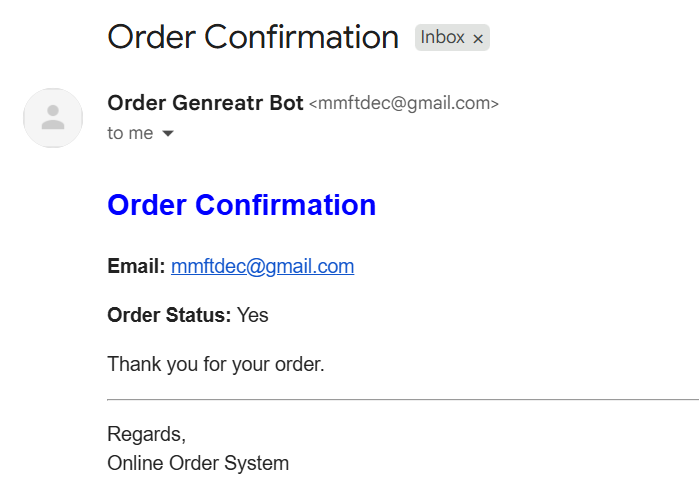 Order Confirmation Inbox ×
Order Genreatr Bot <mmftdec@gmail.com>
to me
Order Confirmation
Email: mmftdec@gmail.com
Order Status: Yes
Thank you for your order.
Regards,
Online Order System